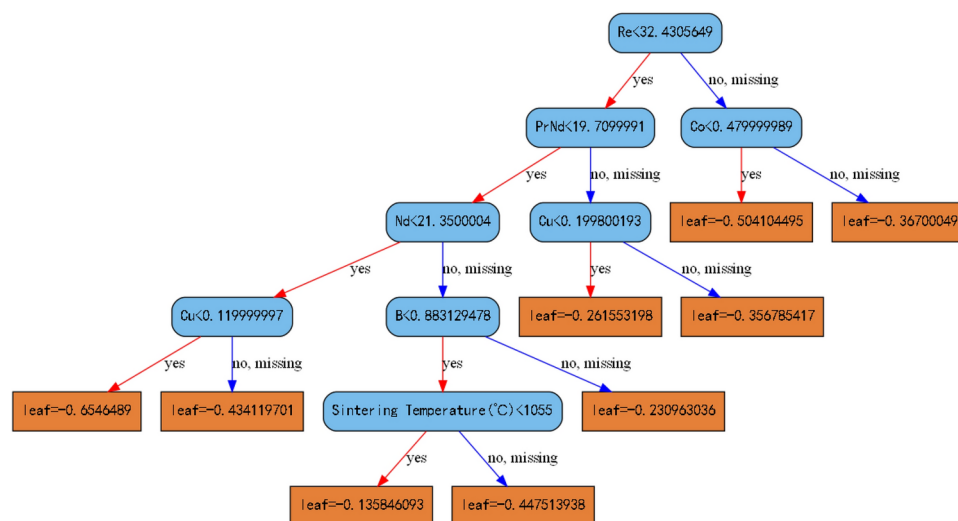 Re<32.4305649
yes
no, missing
PrNd<19.7099991
Co<0.479999989
yes
no, missing
yes
no, missing
Nd<21.3500004
Cu<0.199800193
leaf=-0.504104495
leaf=-0.36700049
yes
no, missing
yes
no, missing
Cu<0.119999997
B<0.883129478
leaf=-0.261553198
leaf=-0.356785417
yes
no, missing
yes
no, missing
leaf=-0.6546489
leaf=-0.434119701
Sintering Temperature(℃)<1055
leaf=-0.230963036
yes
no, missing
leaf=-0.135846093
leaf=-0.447513938